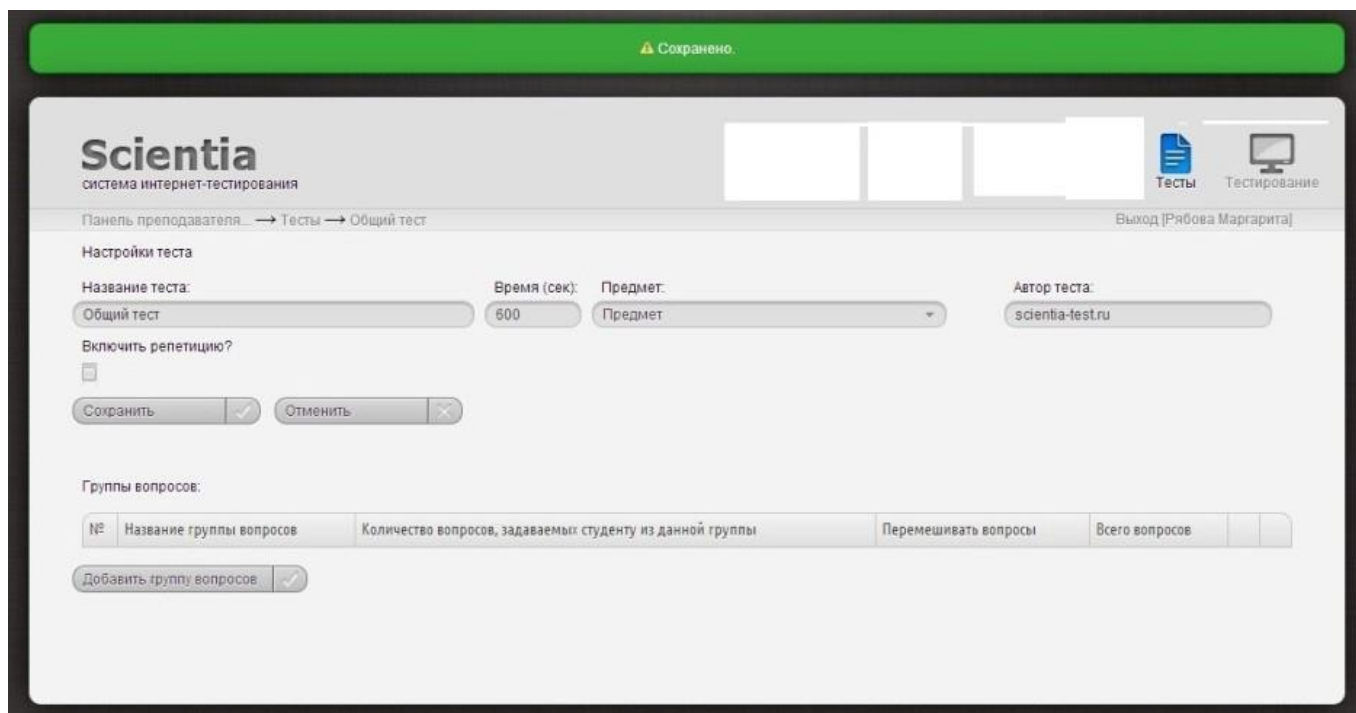 Сохранено.
Scientia
система интернет-тестирования
Тесты
Тестирование
Панель преподавателя... → Тесты → Общий тест
Выход [Рябова Маргарита]
Настройки теста
Название теста: Время (сек): Предмет: Автор теста:
Общий тест 600 Предмет scientia-test.ru
Включить репетицию?
Сохранить Отменить
Группы вопросов:
№ Название группы вопросов Количество вопросов, задаваемых студенту из данной группы Перемешивать вопросы Всего вопросов
Добавить группу вопросов